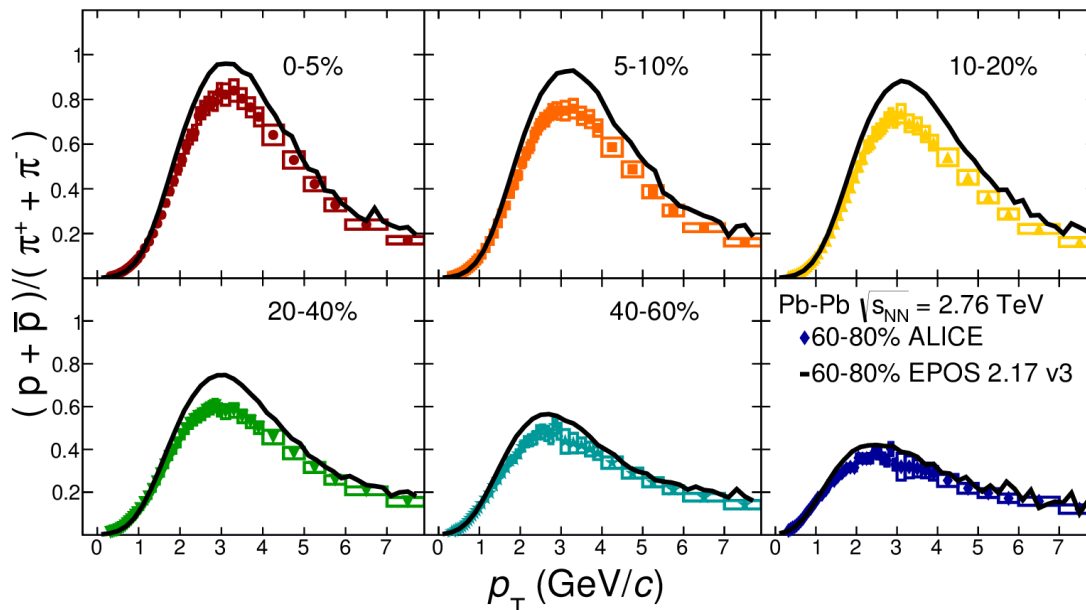 (p + p̅)/(π⁺ + π⁻)
1
0.8
0.6
0.4
0.2
0-5%
5-10%
10-20%
1
0.8
0.6
0.4
0.2
20-40%
40-60%
Pb-Pb √s_NN = 2.76 TeV
60-80% ALICE
60-80% EPOS 2.17 v3
0 1 2 3 4 5 6 7
0 1 2 3 4 5 6 7
0 1 2 3 4 5 6 7
p_T (GeV/c)